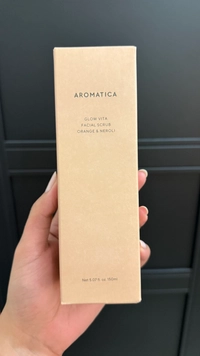 AROMATICA
GLOW VITA
FACIAL SCRUB
ORANGE & NEROLI